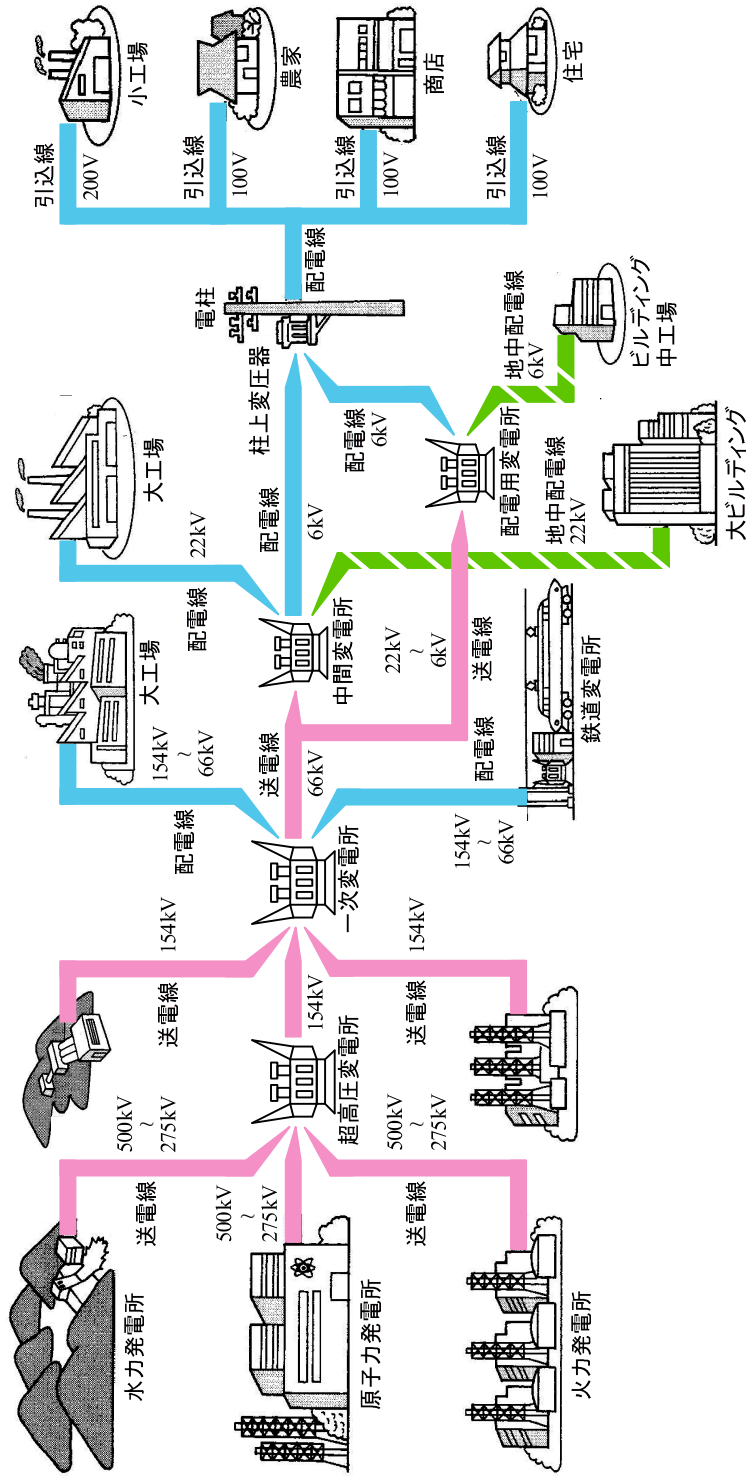 水力発電所
原子力発電所
火力発電所
送電線
500kV
~
275kV
500kV
~
275kV
送電線
500kV
~
275kV
超高圧変電所
送電線
154kV
154kV
送電線
154kV
一次変電所
配電線
154kV
~
66kV
大工場
送電線
66kV
配電線
154kV
~
66kV
鉄道変電所
中間変電所
配電線
22kV
大工場
22kV
~
6kV
送電線
配電線
6kV
地中配電線
22kV
大ビルディング
配電用変電所
配電線
6kV
地中配電線
6kV
ビルディング
中工場
柱上変圧器
電柱
配電線
引込線
200V
小工場
引込線
100V
農家
引込線
100V
商店
引込線
100V
住宅